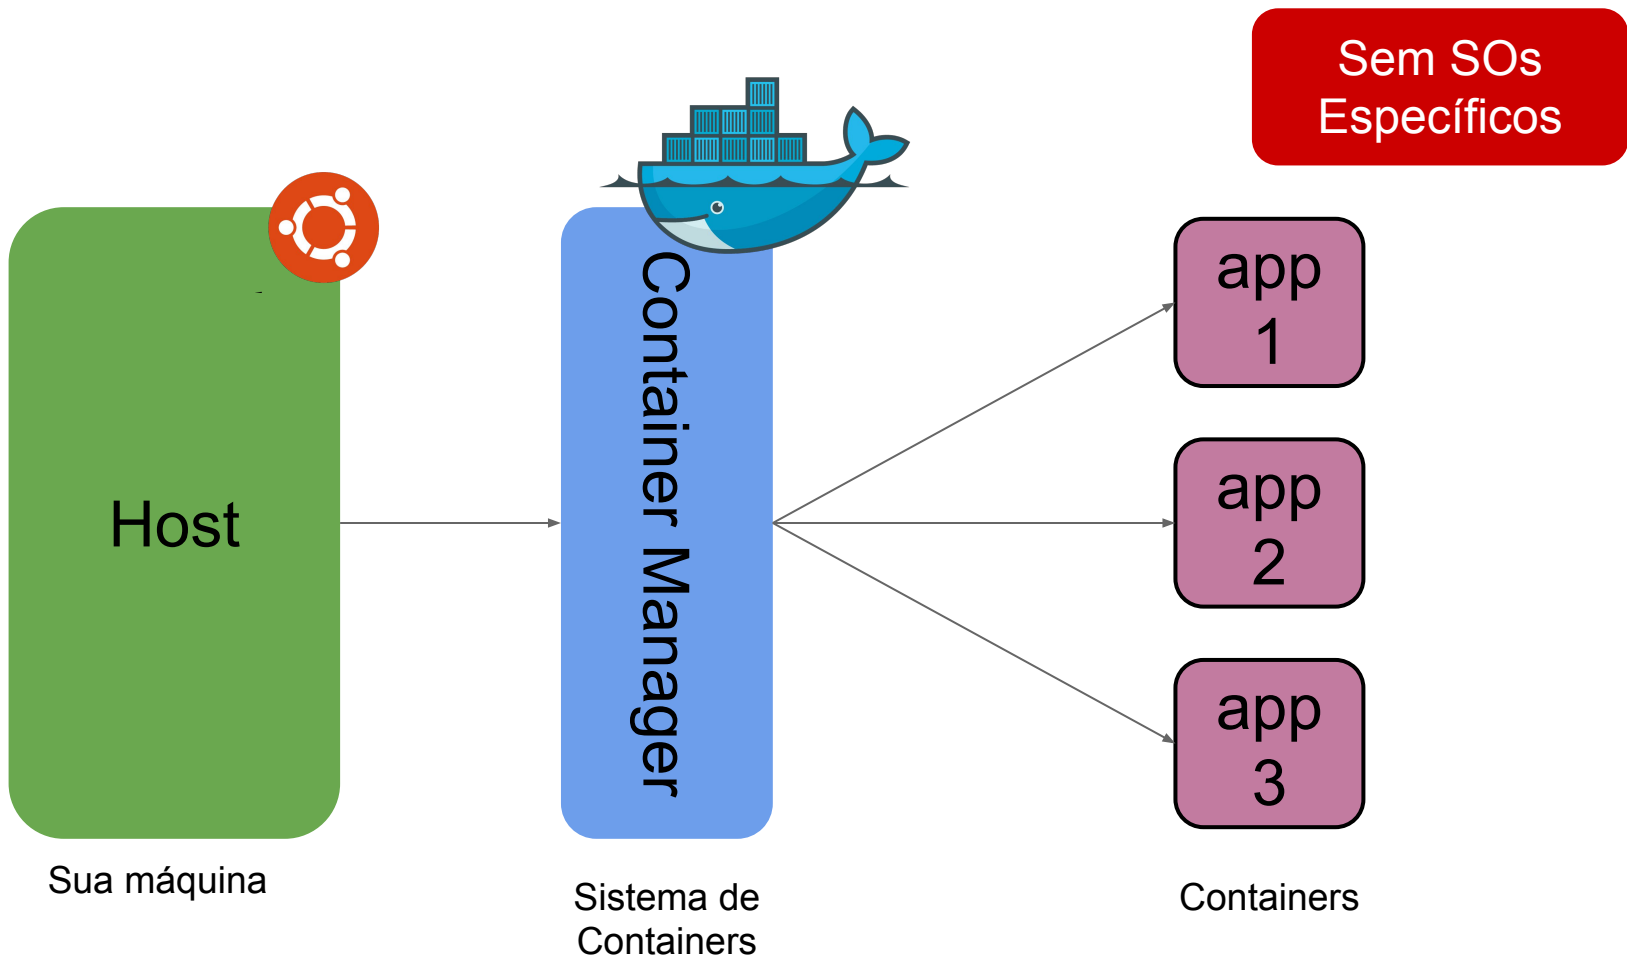 Sem SOs
Específicos
Host
Container Manager
app
1
app
2
app
3
Sua máquina
Sistema de
Containers
Containers